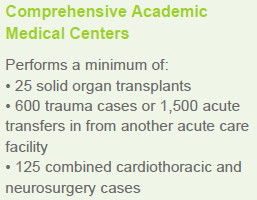 Comprehensive Academic
Medical Centers
Performs a minimum of:
• 25 solid organ transplants
• 600 trauma cases or 1,500 acute
transfers in from another acute care
facility
• 125 combined cardiothoracic and
neurosurgery cases